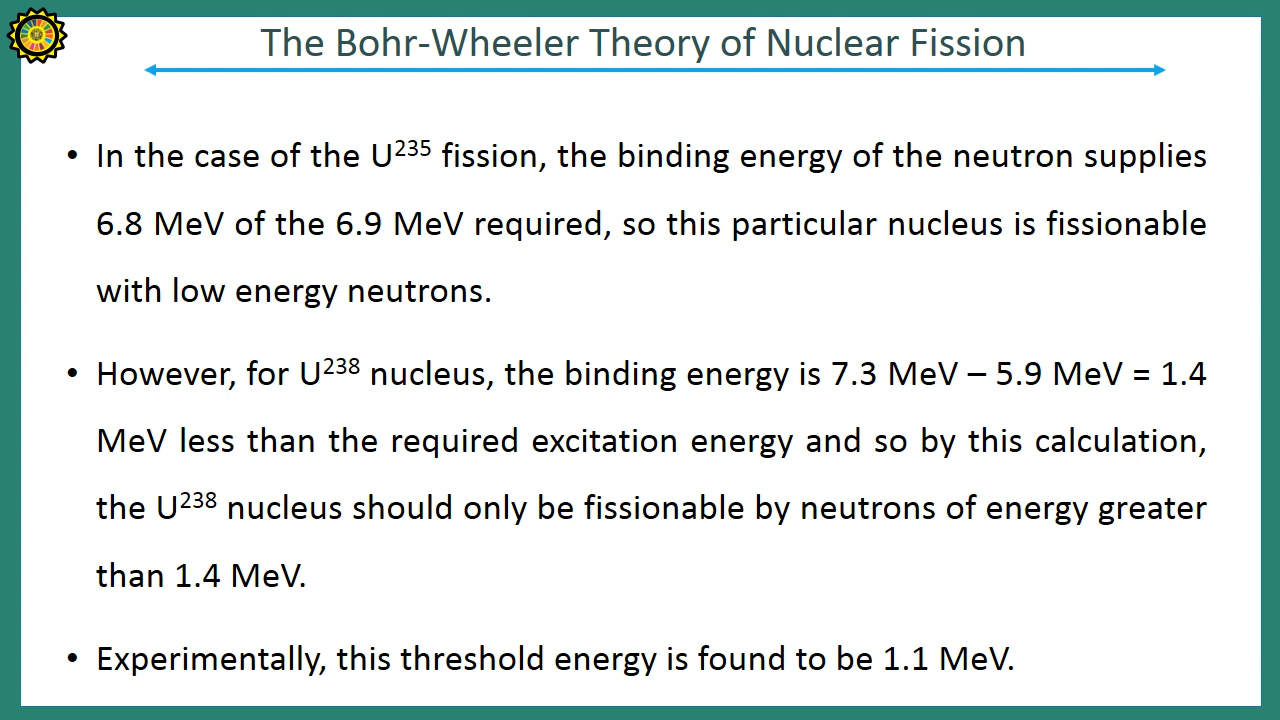 The Bohr-Wheeler Theory of Nuclear Fission
• In the case of the U²³⁵ fission, the binding energy of the neutron supplies
6.8 MeV of the 6.9 MeV required, so this particular nucleus is fissionable
with low energy neutrons.
• However, for U²³⁸ nucleus, the binding energy is 7.3 MeV – 5.9 MeV = 1.4
MeV less than the required excitation energy and so by this calculation,
the U²³⁸ nucleus should only be fissionable by neutrons of energy greater
than 1.4 MeV.
• Experimentally, this threshold energy is found to be 1.1 MeV.